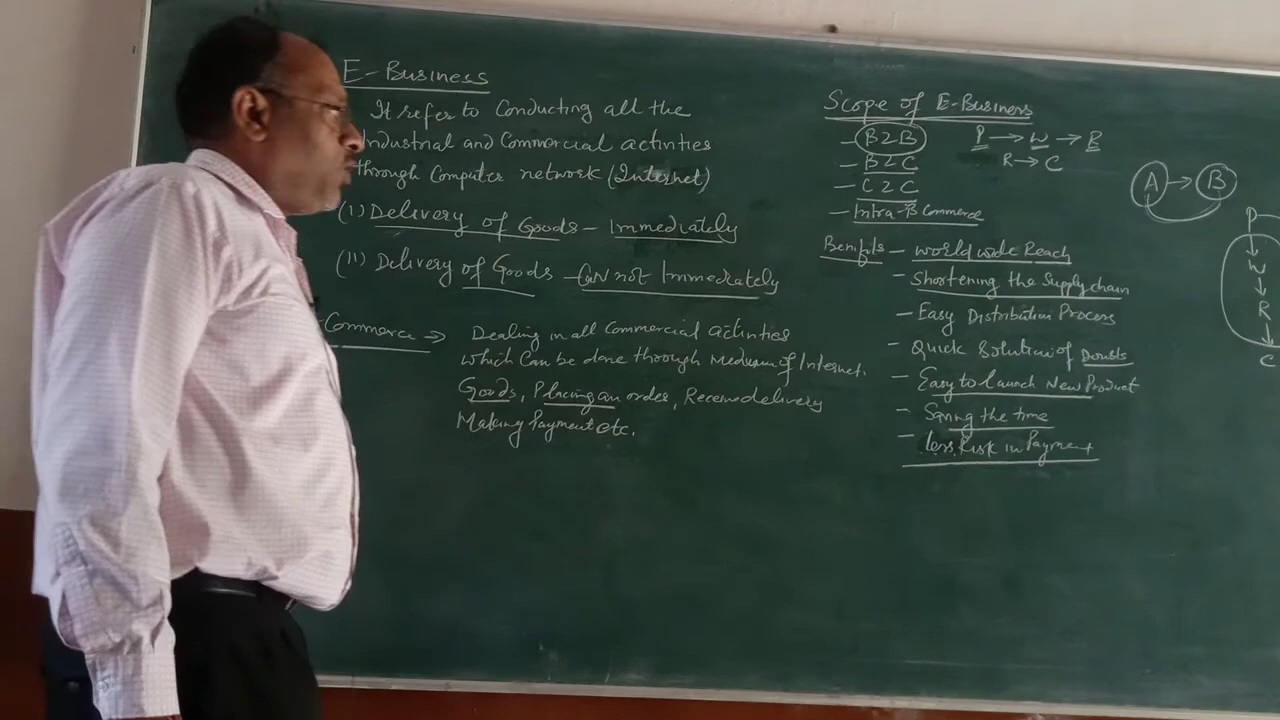 E-Business
It refer to Conducting all the
Industrial and Commercial activities
through Computer network (Internet)
(I) Delivery of Goods - Immediately
(II) Delivery of Goods - Can not Immediately
-Commerce → Dealing in all Commercial activities
which Can be done through Medium of Internet.
Goods, Placing an order, Receive delivery
Making Payment etc.
Scope of E-Business
- B2B P → W → R
- B2C R → C
- C2C
- Intra-B Commerce
A → B
Benifits - world wide Reach
- Shortening the Supply chain
- Easy Distribution Process
- Quick Solution of Doubts
- Easy to Launch New Product
- Saving the time
- less Risk in Payment
P
W
R
C